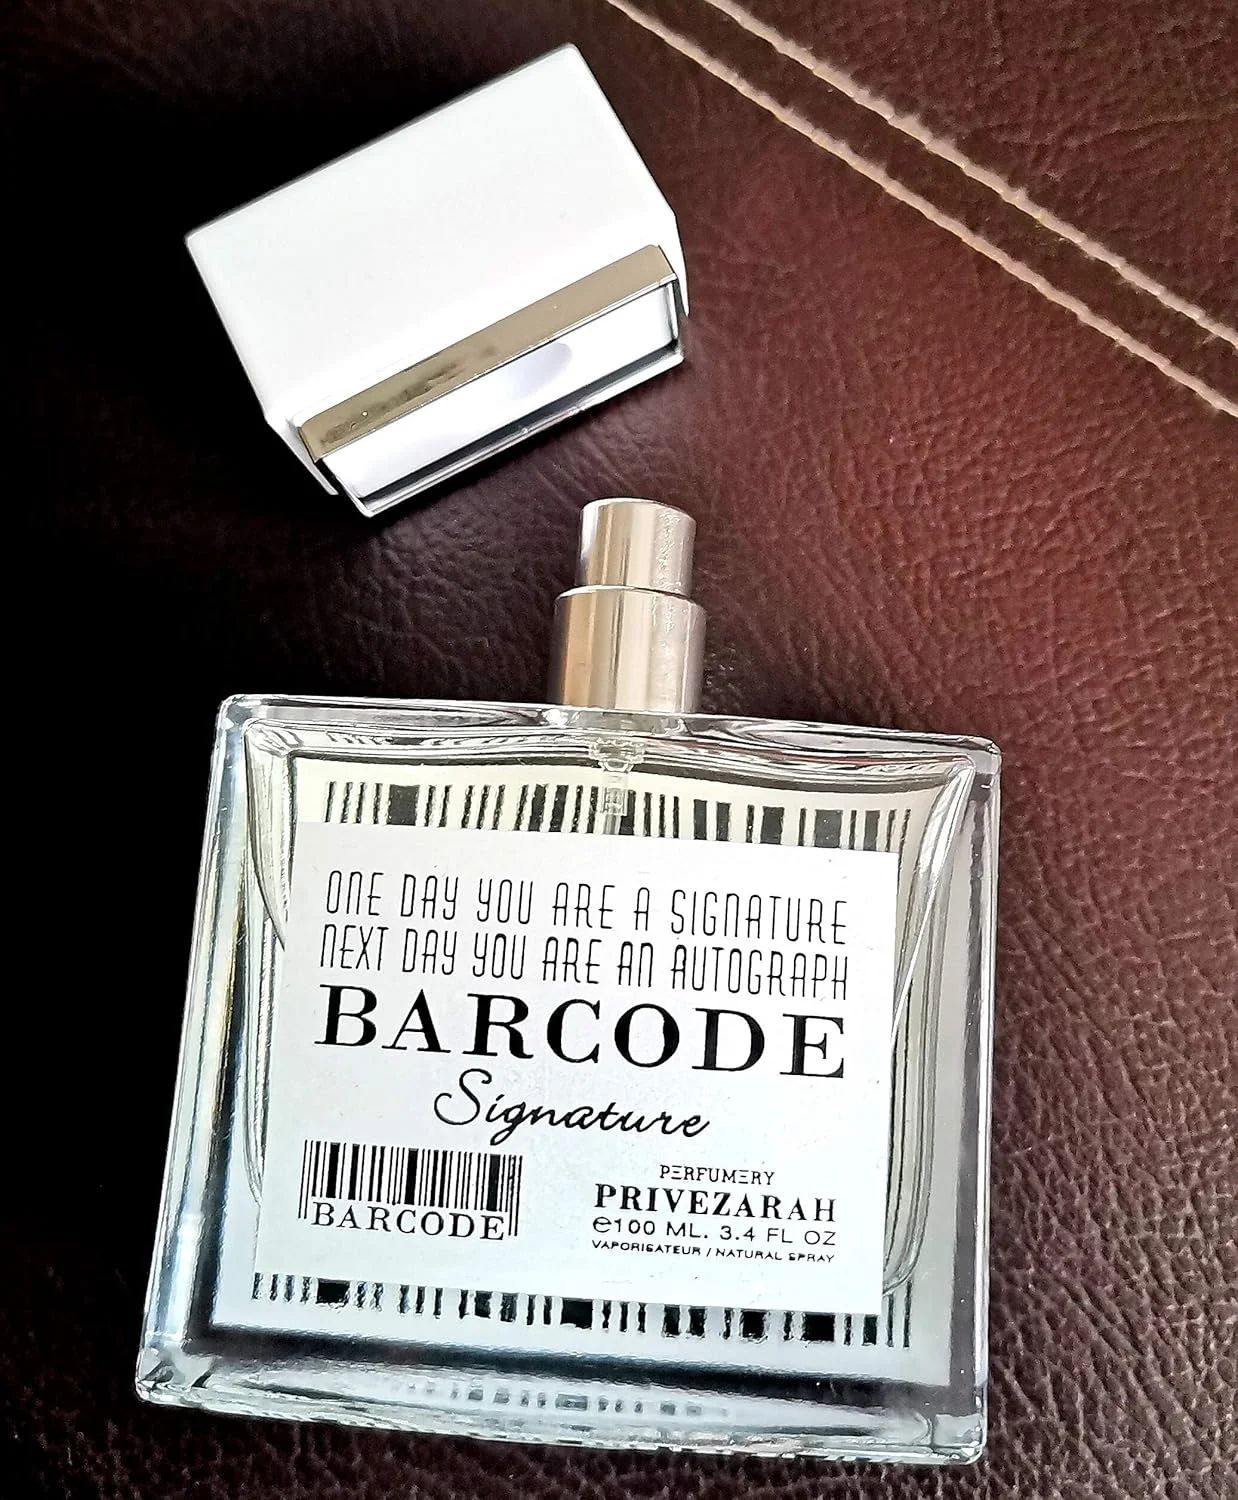 ONE DAY YOU ARE A SIGNATURE
NEXT DAY YOU ARE AN AUTOGRAPH
BARCODE
Signature
BARCODE
PERFUMERY
PRIVEZARAH
℮100 ML. 3.4 FL OZ
VAPORISATEUR / NATURAL SPRAY